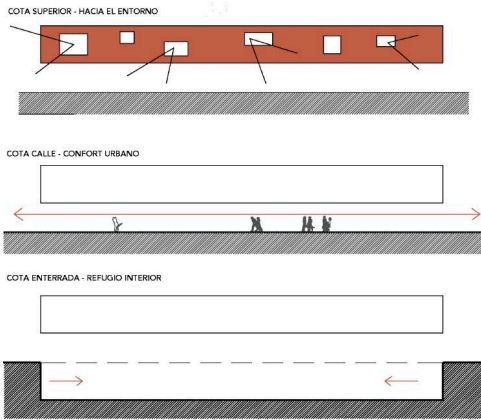 COTA SUPERIOR - HACIA EL ENTORNO
COTA CALLE - CONFORT URBANO
COTA ENTERRADA - REFUGIO INTERIOR